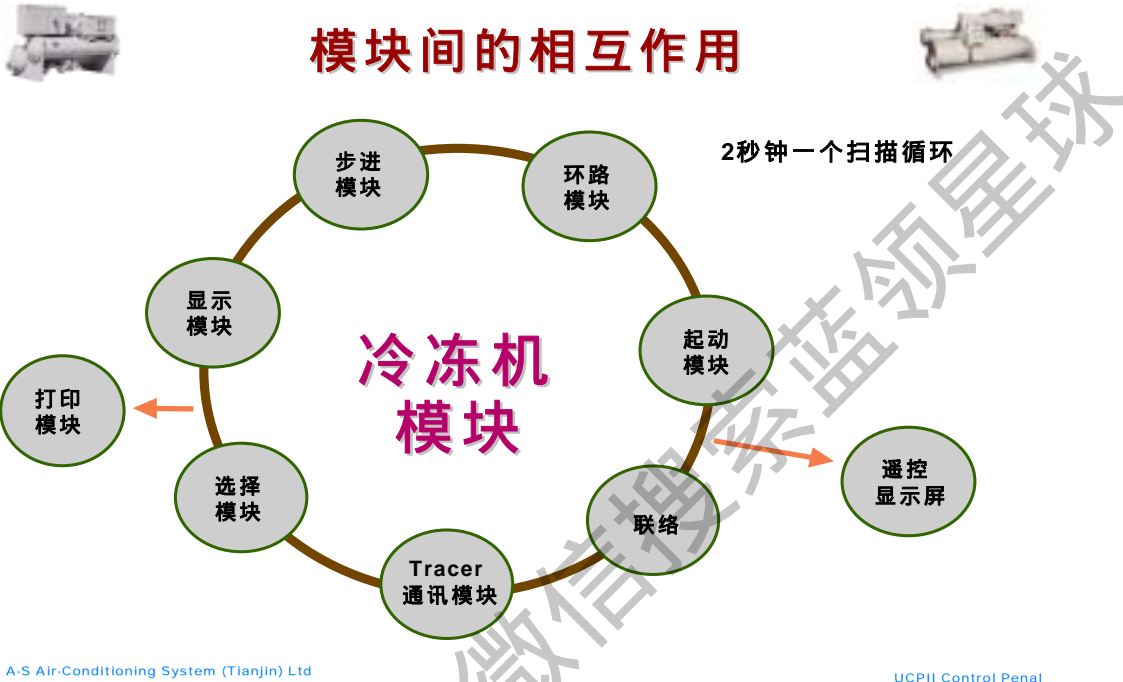 模块间的相互作用
2秒钟一个扫描循环
步进
模块
环路
模块
显示
模块
起动
模块
冷冻机
模块
打印
模块
选择
模块
遥控
显示屏
联络
Tracer
通讯模块
微信搜索蓝领星球
A-S Air-Conditioning System (Tianjin) Ltd
UCPII Control Penal